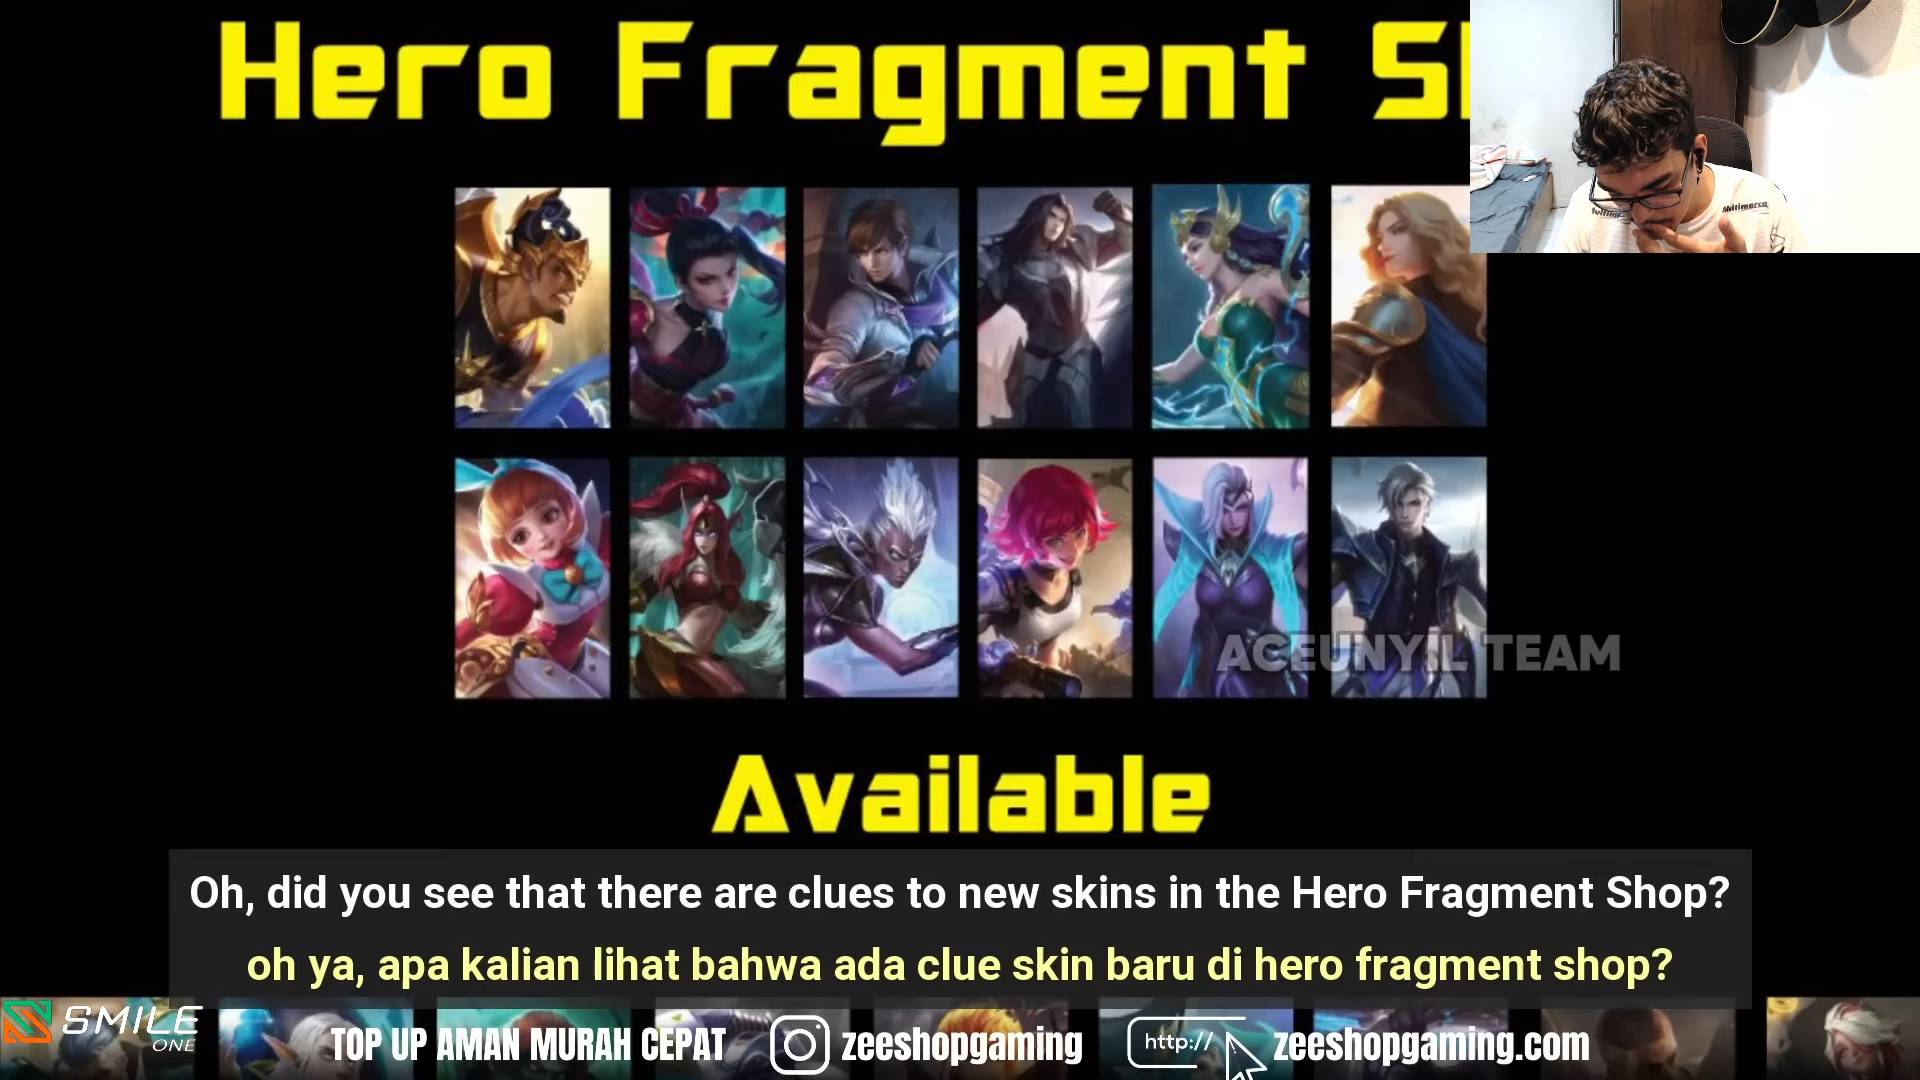 Hero Fragment S
Multimarca
ACEUNYIL TEAM
Available
Oh, did you see that there are clues to new skins in the Hero Fragment Shop?
oh ya, apa kalian lihat bahwa ada clue skin baru di hero fragment shop?
SMILE
ONE
TOP UP AMAN MURAH CEPAT
zeeshopgaming
http://
zeeshopgaming.com